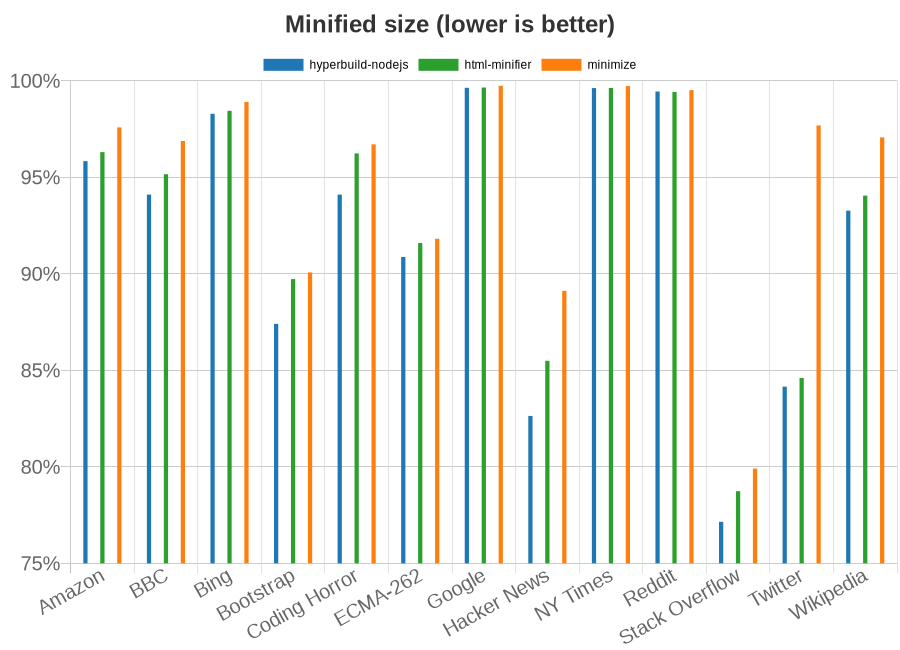 Minified size (lower is better)
hyperbuild-nodejs html-minifier minimize
100%
95%
90%
85%
80%
75%
Amazon BBC Bing Bootstrap Coding Horror ECMA-262 Google Hacker News NY Times Reddit Stack Overflow Twitter Wikipedia